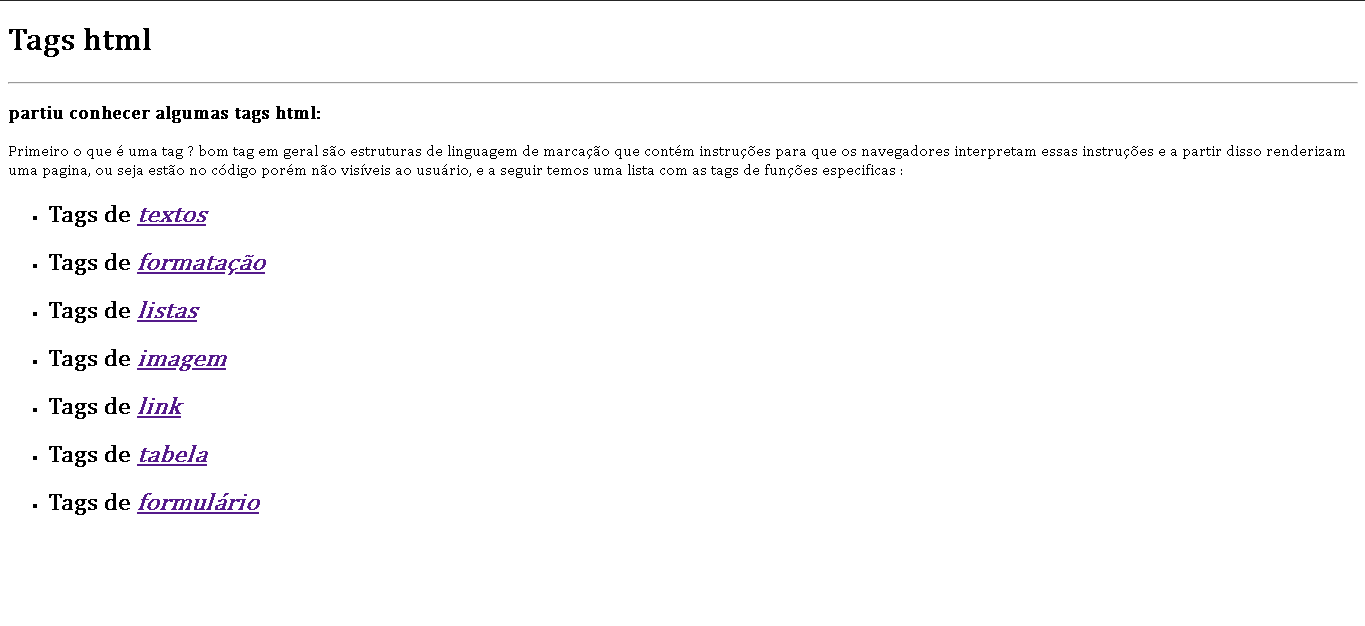 Tags html
partiu conhecer algumas tags html:
Primeiro o que é uma tag ? bom tag em geral são estruturas de linguagem de marcação que contém instruções para que os navegadores interpretam essas instruções e a partir disso renderizam
uma pagina, ou seja estão no código porém não visíveis ao usuário, e a seguir temos uma lista com as tags de funções especificas :
Tags de textos
Tags de formatação
Tags de listas
Tags de imagem
Tags de link
Tags de tabela
Tags de formulário